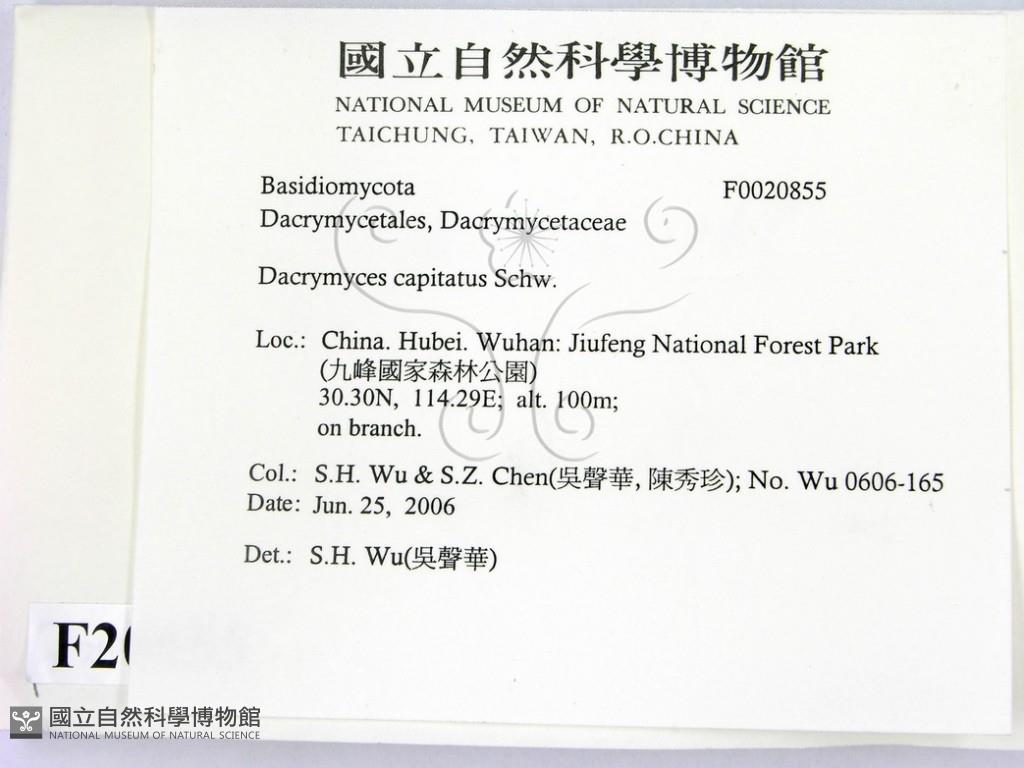 國立自然科學博物館
NATIONAL MUSEUM OF NATURAL SCIENCE
TAICHUNG, TAIWAN, R.O.CHINA
Basidiomycota F0020855
Dacrymycetales, Dacrymycetaceae
Dacrymyces capitatus Schw.
Loc.: China. Hubei. Wuhan: Jiufeng National Forest Park
(九峰國家森林公園)
30.30N, 114.29E; alt. 100m;
on branch.
Col.: S.H. Wu & S.Z. Chen(吳聲華, 陳秀珍); No. Wu 0606-165
Date: Jun. 25, 2006
Det.: S.H. Wu(吳聲華)
F20
國立自然科學博物館
NATIONAL MUSEUM OF NATURAL SCIENCE